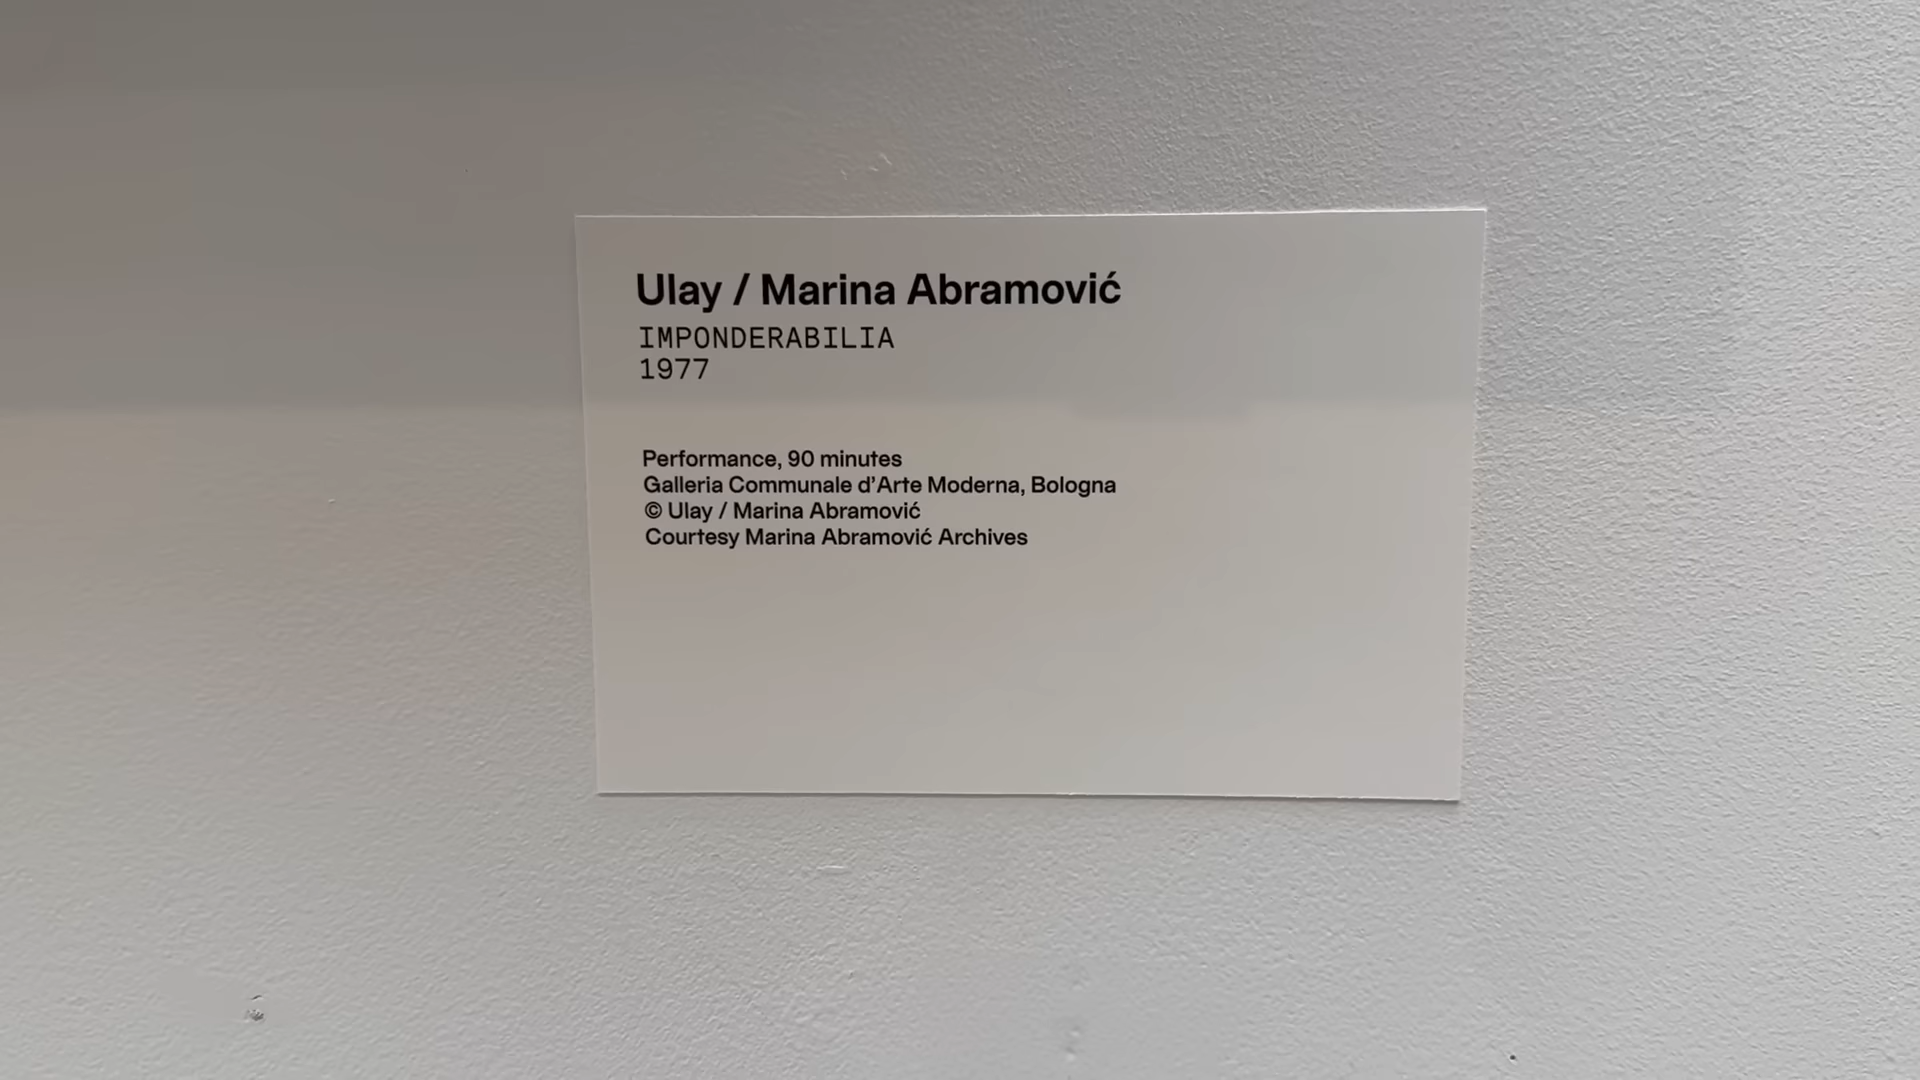 Ulay / Marina Abramović
IMPONDERABILIA
1977
Performance, 90 minutes
Galleria Communale d’Arte Moderna, Bologna
© Ulay / Marina Abramović
Courtesy Marina Abramović Archives